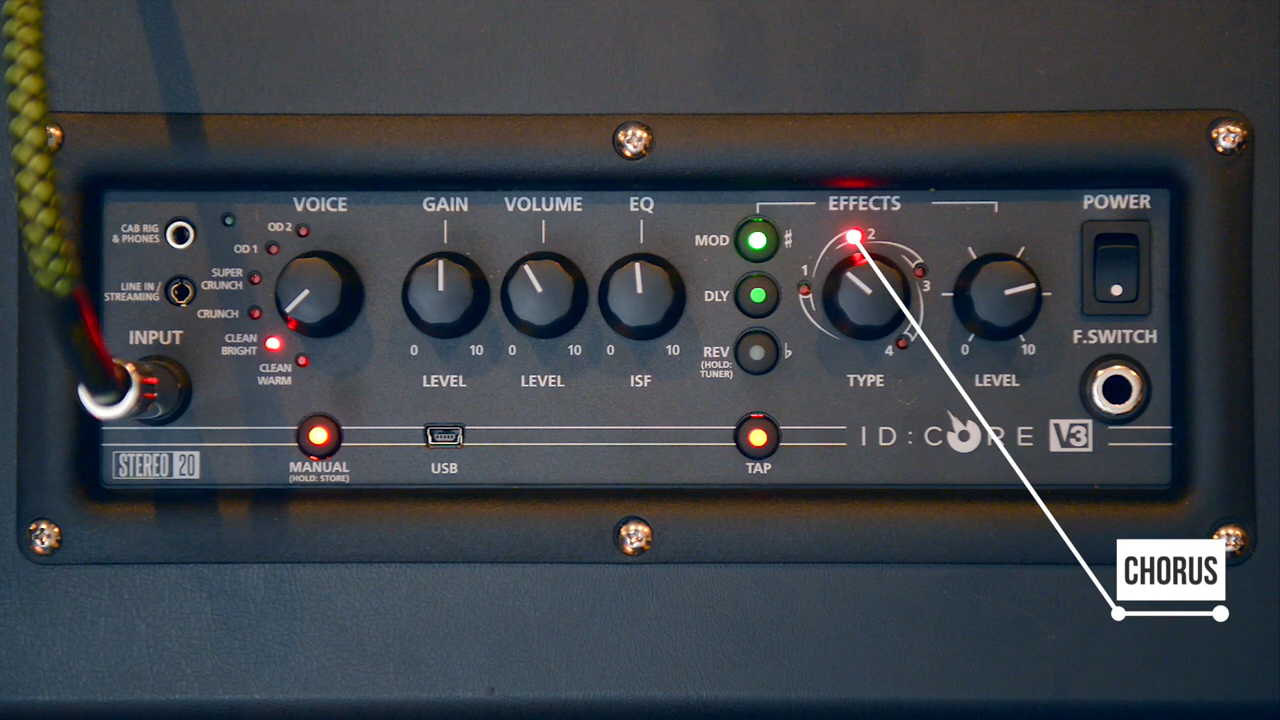 VOICE
GAIN
VOLUME
EQ
EFFECTS
POWER
CAB RIG
& PHONES
OD 2
OD 1
MOD
♯
2
1
3
4
SUPER
CRUNCH
LINE IN/
STREAMING
CRUNCH
DLY
INPUT
CLEAN
BRIGHT
CLEAN
WARM
0 10
0 10
0 10
REV
(HOLD:
TUNER)
♭
0 10
F.SWITCH
LEVEL
LEVEL
ISF
TYPE
LEVEL
ID:CORE V3
STEREO 20
MANUAL
(HOLD: STORE)
USB
TAP
CHORUS